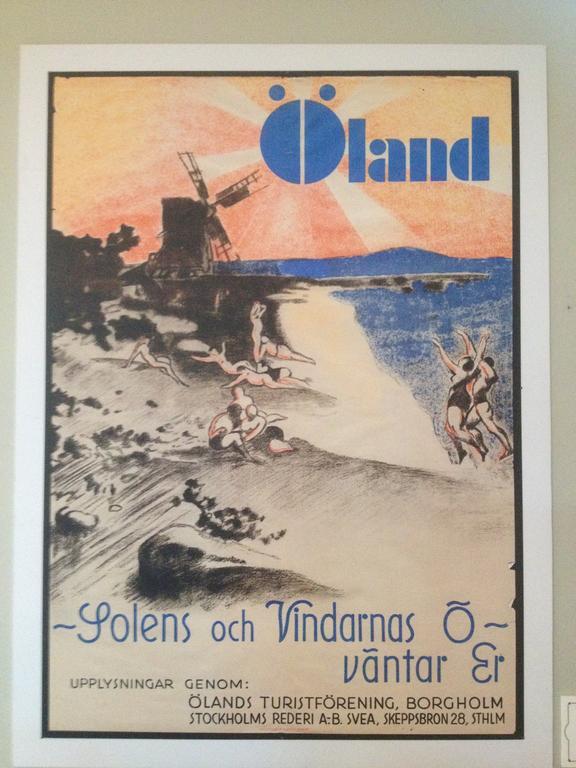 Öland
~Solens och Vindarnas Ö~
väntar Er
UPPLYSNINGAR GENOM:
ÖLANDS TURISTFÖRENING, BORGHOLM
STOCKHOLMS REDERI A:B. SVEA, SKEPPSBRON 28, STHLM